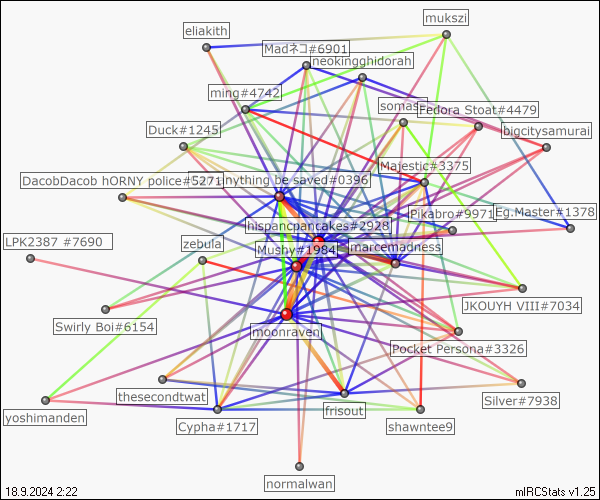 mukszi
eliakith
Madネコ#6901
neokingghidorah
ming#4742
somas
Fedora Stoat#4479
Duck#1245
bigcitysamurai
Majestic#3375
DacobDacob hORNY police#5271
nything be saved#0396
Pikabro#9971
Eg.Master#1378
hispancpancakes#2928
LPK2387 #7690
zebula
Mushy#1984
marcemadness
JKOUYH VIII#7034
Swirly Boi#6154
moonraven
Pocket Persona#3326
thesecondtwat
Silver#7938
yoshimanden
Cypha#1717
frisout
shawntee9
normalwan
18.9.2024 2:22
mIRCStats v1.25